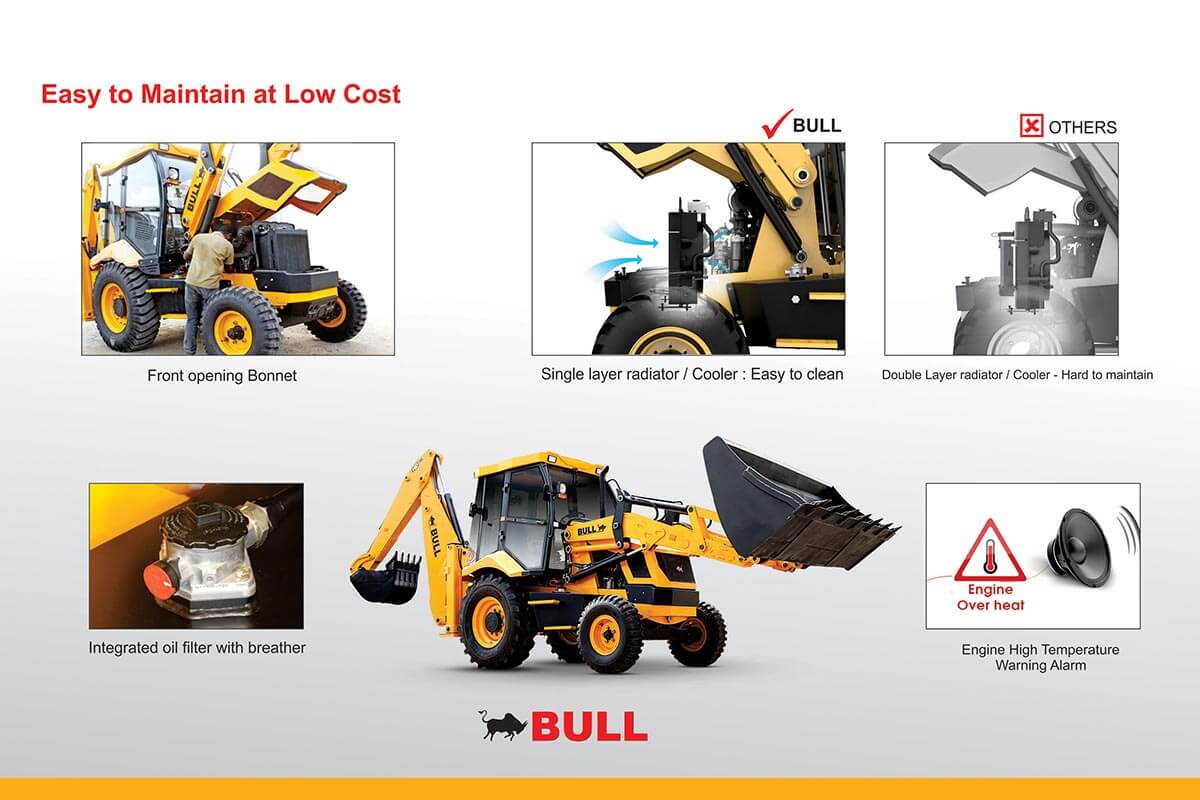 Easy to Maintain at Low Cost
BULL
OTHERS
BULL
Front opening Bonnet
Single layer radiator / Cooler : Easy to clean
Double Layer radiator / Cooler - Hard to maintain
BULL
BULL
Engine
Over heat
Integrated oil filter with breather
Engine High Temperature
Warning Alarm
BULL